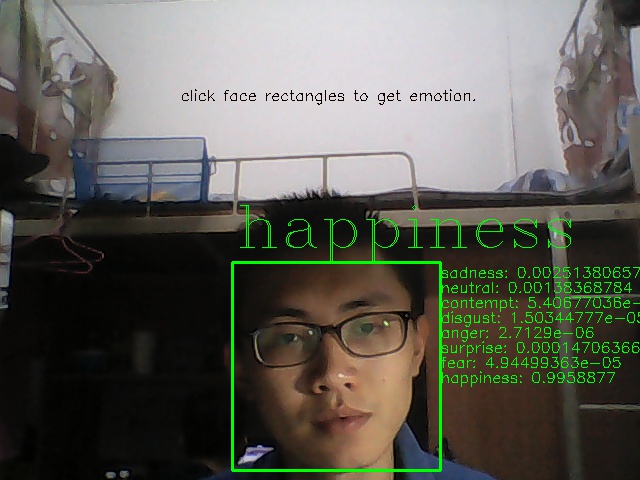 click face rectangles to get emotion.
happiness
sadness: 0.00251380657
neutral: 0.00138368784
contempt: 5.40677036e-
disgust: 1.50344777e-05
anger: 2.7129e-06
surprise: 0.00014706366
fear: 4.94499363e-05
happiness: 0.9958877